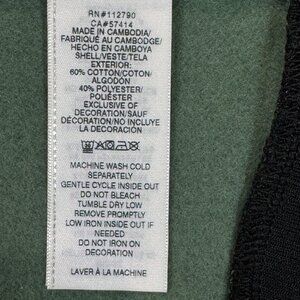 RN#112790
CA#57414
MADE IN CAMBODIA/
FABRIQUÉ AU CAMBODGE/
HECHO EN CAMBOYA
SHELL/VESTE/TELA
EXTERIOR:
60% COTTON/COTON/
ALGODÓN
40% POLYESTER/
POLIÉSTER
EXCLUSIVE OF
DECORATION/SAUF
DÉCORATION/NO INCLUYE
LA DECORACIÓN
MACHINE WASH COLD
SEPARATELY
GENTLE CYCLE INSIDE OUT
DO NOT BLEACH
TUMBLE DRY LOW
REMOVE PROMPTLY
LOW IRON INSIDE OUT IF
NEEDED
DO NOT IRON ON
DECORATION
LAVER À LA MACHINE